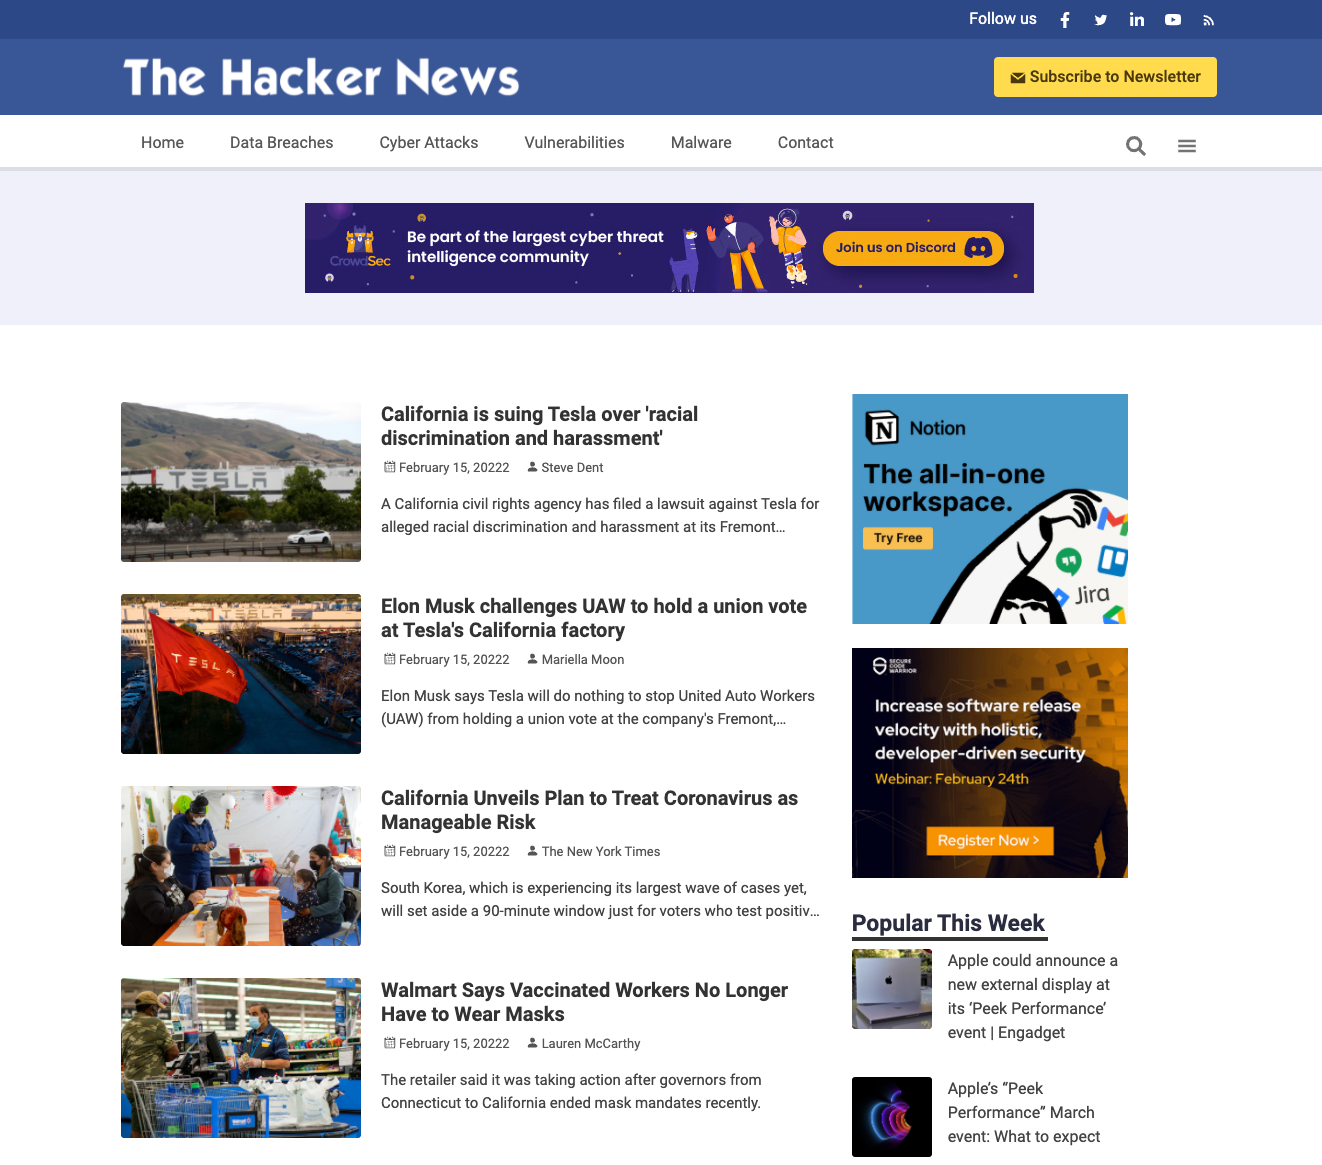 Follow us
The Hacker News
Subscribe to Newsletter
Home Data Breaches Cyber Attacks Vulnerabilities Malware Contact
CrowdSec
Be part of the largest cyber threat
intelligence community
Join us on Discord
TESLA
California is suing Tesla over 'racial
discrimination and harassment'
February 15, 20222 Steve Dent
A California civil rights agency has filed a lawsuit against Tesla for
alleged racial discrimination and harassment at its Fremont...
TESLA
TESLA
Elon Musk challenges UAW to hold a union vote
at Tesla's California factory
February 15, 20222 Mariella Moon
Elon Musk says Tesla will do nothing to stop United Auto Workers
(UAW) from holding a union vote at the company's Fremont,...
California Unveils Plan to Treat Coronavirus as
Manageable Risk
February 15, 20222 The New York Times
South Korea, which is experiencing its largest wave of cases yet,
will set aside a 90-minute window just for voters who test positiv...
Walmart Says Vaccinated Workers No Longer
Have to Wear Masks
February 15, 20222 Lauren McCarthy
The retailer said it was taking action after governors from
Connecticut to California ended mask mandates recently.
N Notion
The all-in-one
workspace.
Try Free
Jira
SECURE
CODE
WARRIOR
Increase software release
velocity with holistic,
developer-driven security
Webinar: February 24th
Register Now >
Popular This Week
Apple could announce a
new external display at
its ‘Peek Performance’
event | Engadget
Apple’s “Peek
Performance” March
event: What to expect